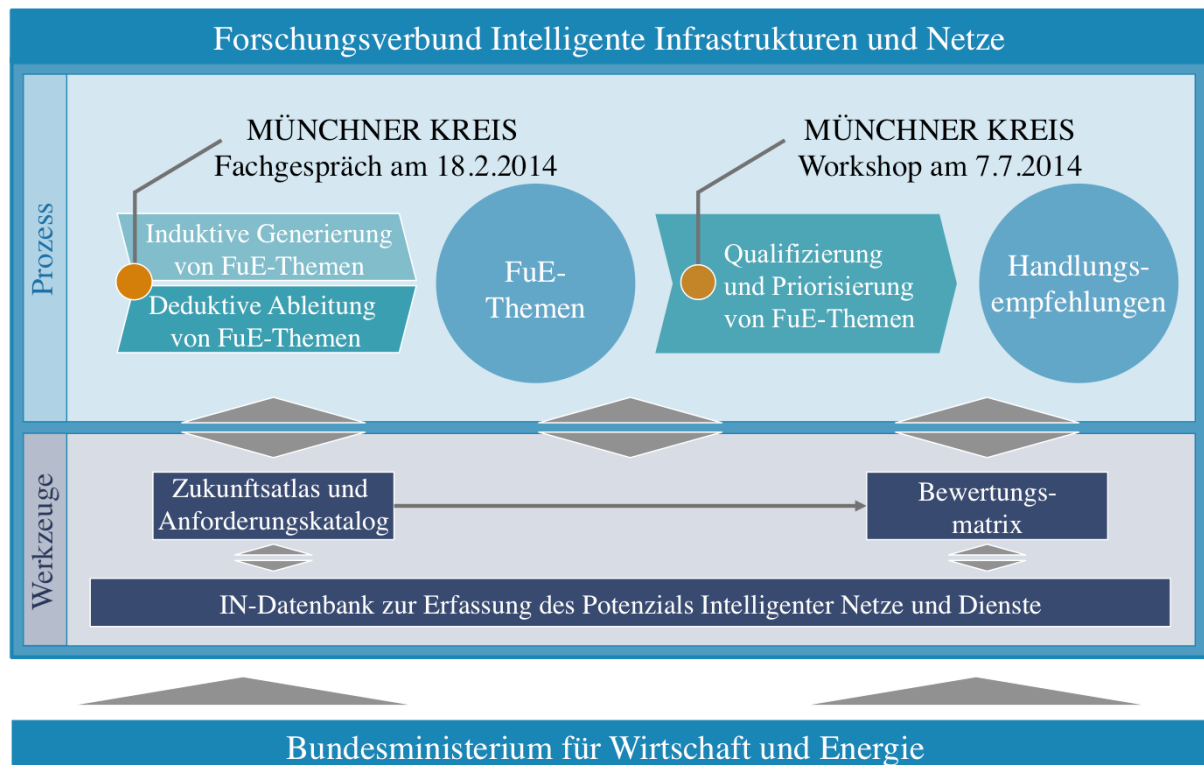 Forschungsverbund Intelligente Infrastrukturen und Netze
Prozess
MÜNCHNER KREIS
Fachgespräch am 18.2.2014
MÜNCHNER KREIS
Workshop am 7.7.2014
Induktive Generierung
von FuE-Themen
Deduktive Ableitung
von FuE-Themen
FuE-
Themen
Qualifizierung
und Priorisierung
von FuE-Themen
Handlungs-
empfehlungen
Werkzeuge
Zukunftsatlas und
Anforderungskatalog
Bewertungs-
matrix
IN-Datenbank zur Erfassung des Potenzials Intelligenter Netze und Dienste
Bundesministerium für Wirtschaft und Energie